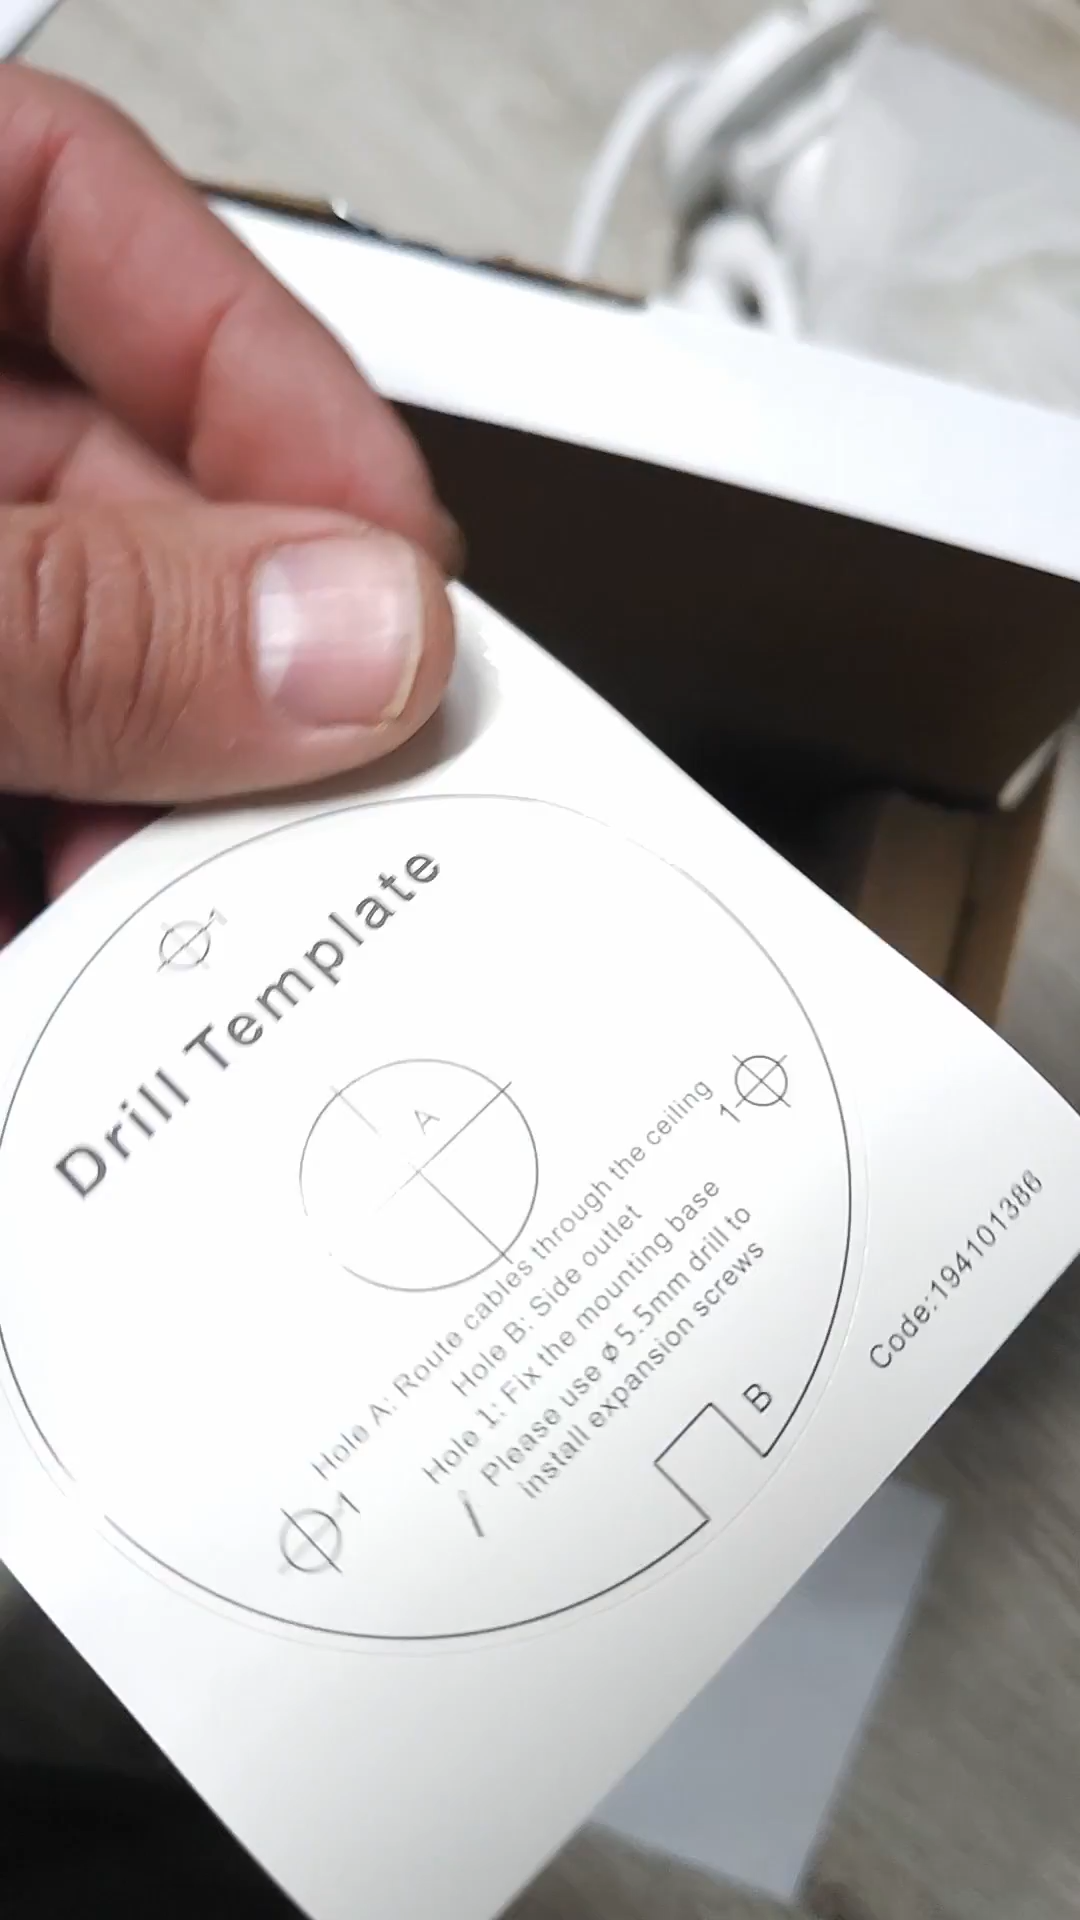 Drill Template
1
A
1
Hole A: Route cables through the ceiling
Hole B: Side outlet
Hole 1: Fix the mounting base
Please use ø 5.5mm drill to
install expansion screws
1
B
Code:194101386